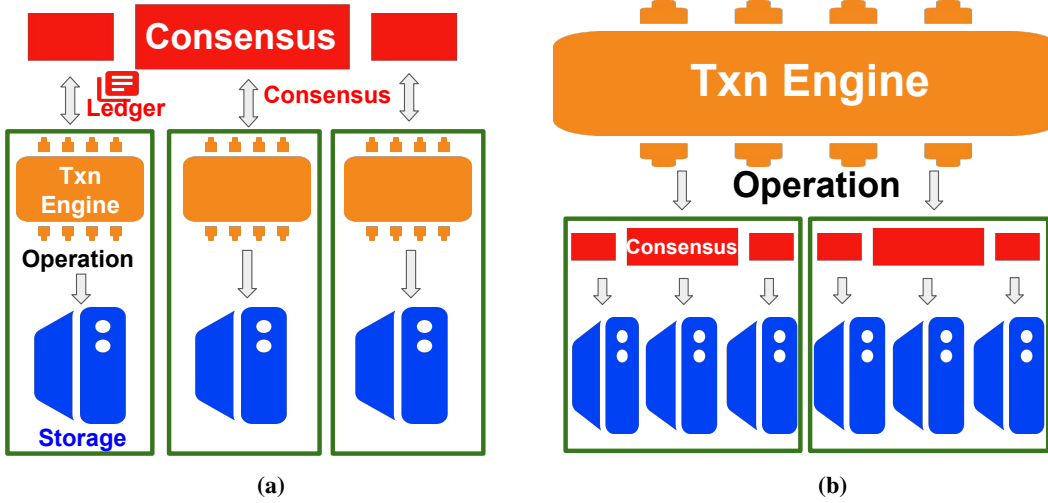 Consensus
Ledger
Consensus
Txn
Engine
Operation
Storage
(a)
Txn Engine
Operation
Consensus
(b)